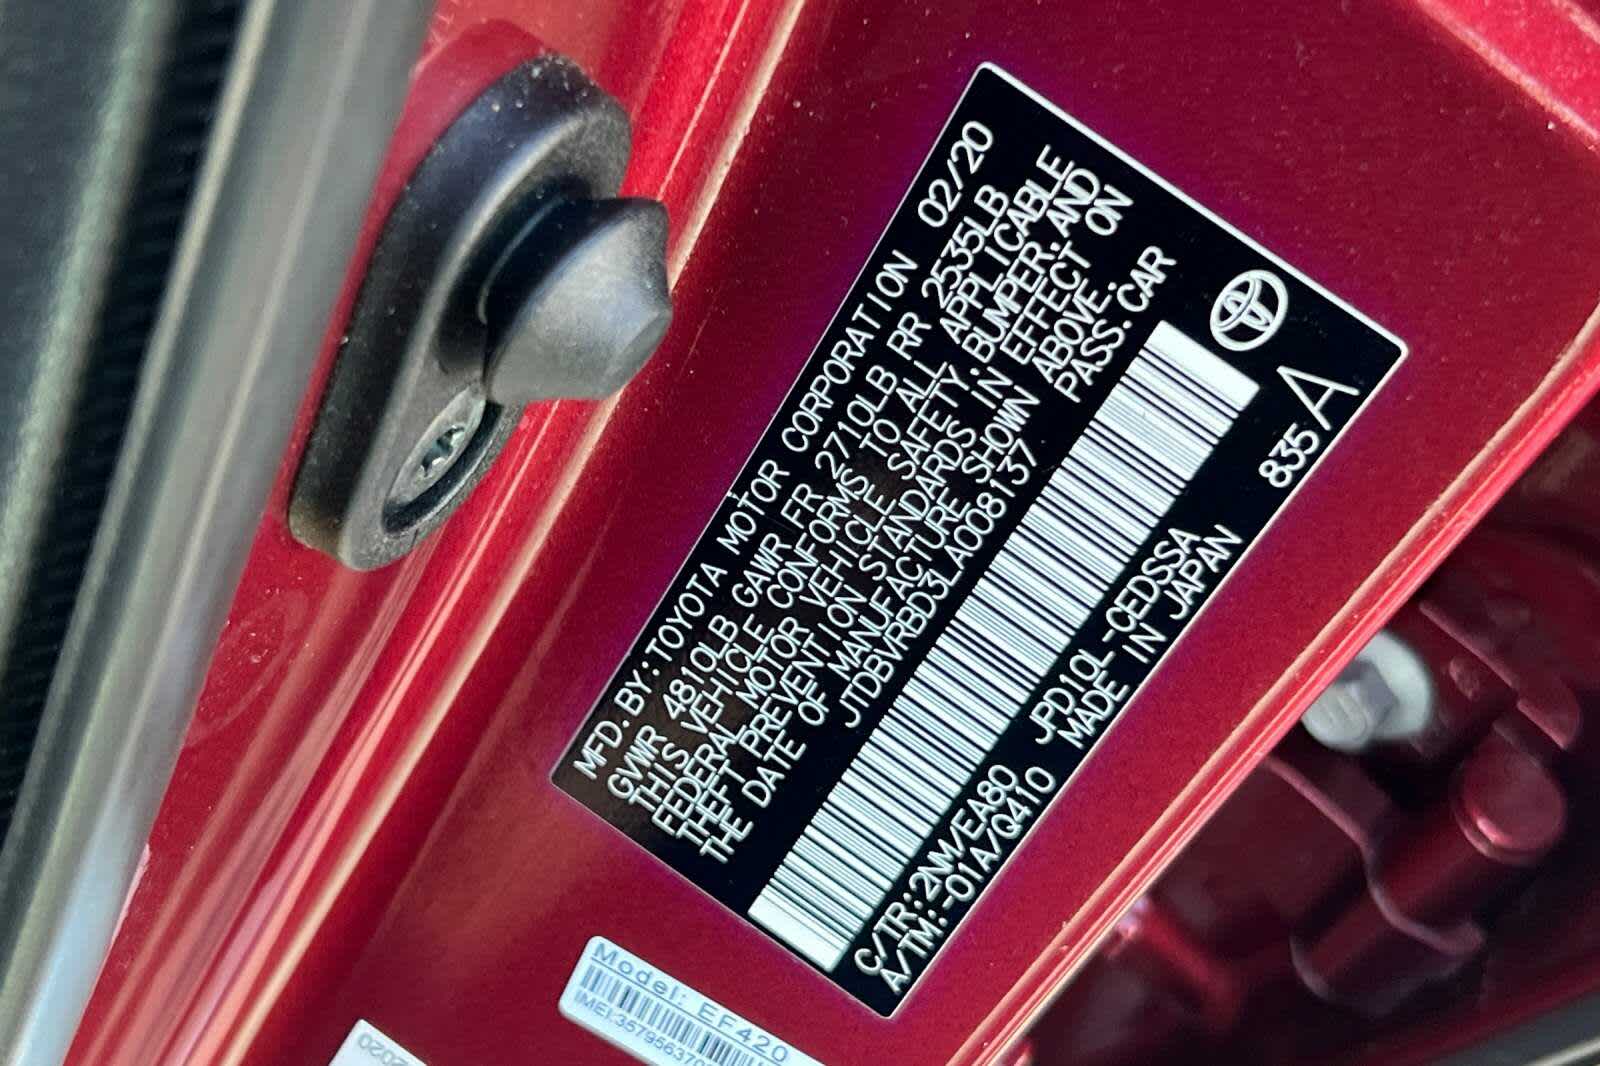 MFD. BY: TOYOTA MOTOR CORPORATION 02/20
GVWR 4810LB GAWR FR 2710LB RR 2535LB
THIS VEHICLE CONFORMS TO ALL APPLICABLE
FEDERAL MOTOR VEHICLE SAFETY, BUMPER, AND
THEFT PREVENTION STANDARDS IN EFFECT ON
THE DATE OF MANUFACTURE SHOWN ABOVE.
JTDBVRBD3LA008137 PASS. CAR
C/TR:2NM/EA80 JPD10L-CEDSSA 835 A
A/TM:-01A/Q410 MADE IN JAPAN
Model: EF420